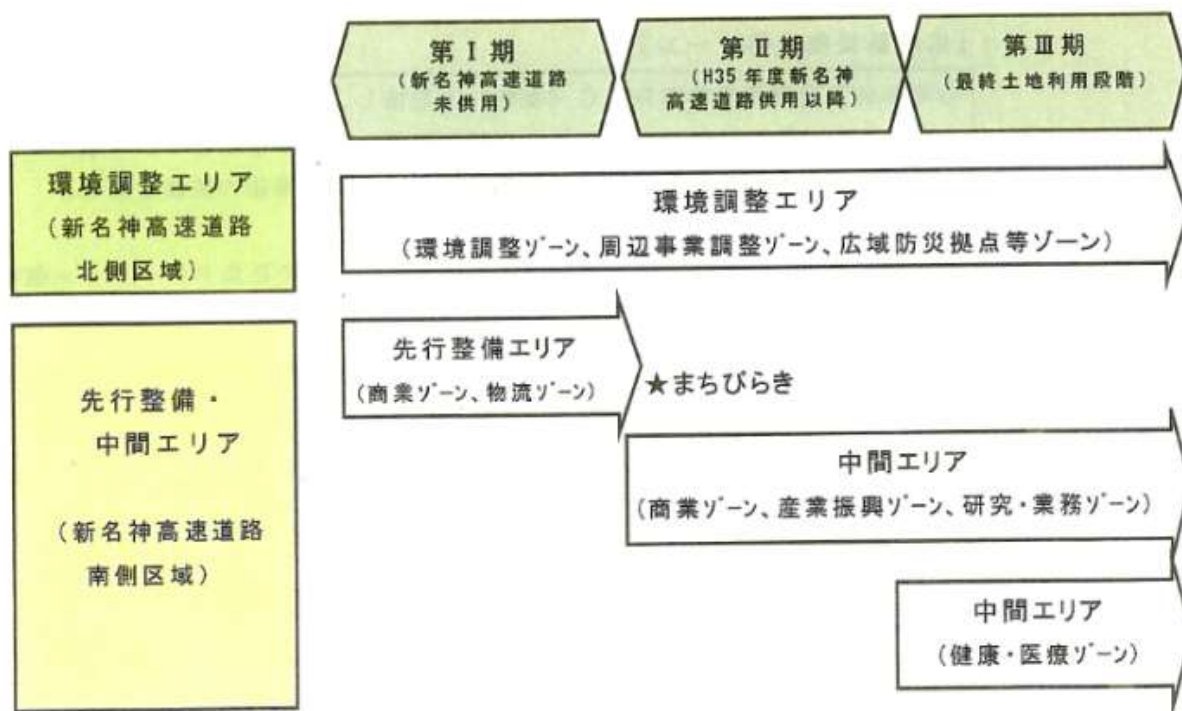 第Ⅰ期
(新名神高速道路
未供用)
第Ⅱ期
(H35年度新名神
高速道路供用以降)
第Ⅲ期
(最終土地利用段階)
環境調整エリア
(新名神高速道路
北側区域)
環境調整エリア
(環境調整ｿﾞｰﾝ、周辺事業調整ｿﾞｰﾝ、広域防災拠点等ゾーン)
先行整備・
中間エリア
(新名神高速道路
南側区域)
先行整備エリア
(商業ｿﾞｰﾝ、物流ｿﾞｰﾝ)
★まちびらき
中間エリア
(商業ｿﾞｰﾝ、産業振興ｿﾞｰﾝ、研究・業務ｿﾞｰﾝ)
中間エリア
(健康・医療ｿﾞｰﾝ)